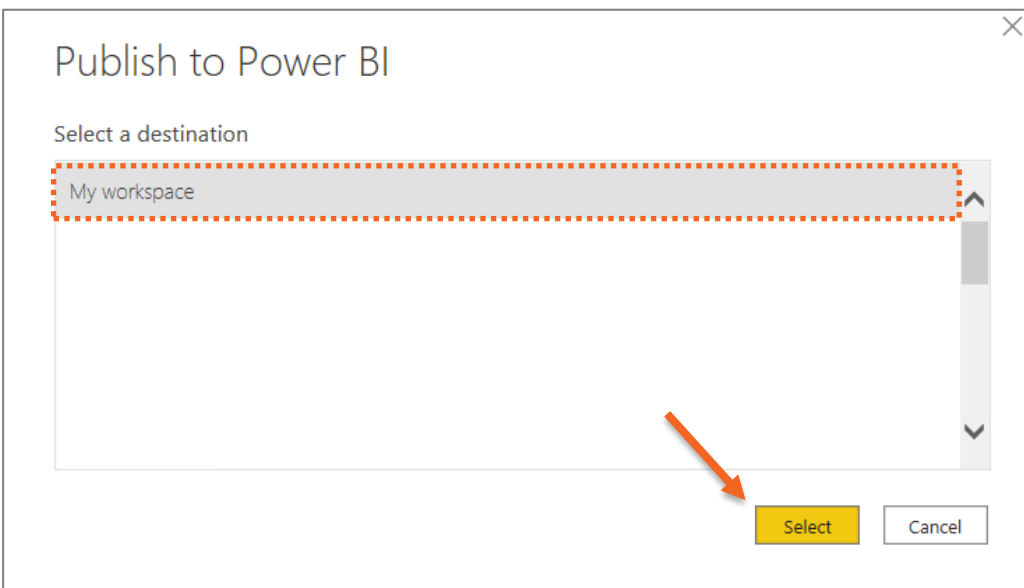 Publish to Power BI
Select a destination
My workspace
Select
Cancel